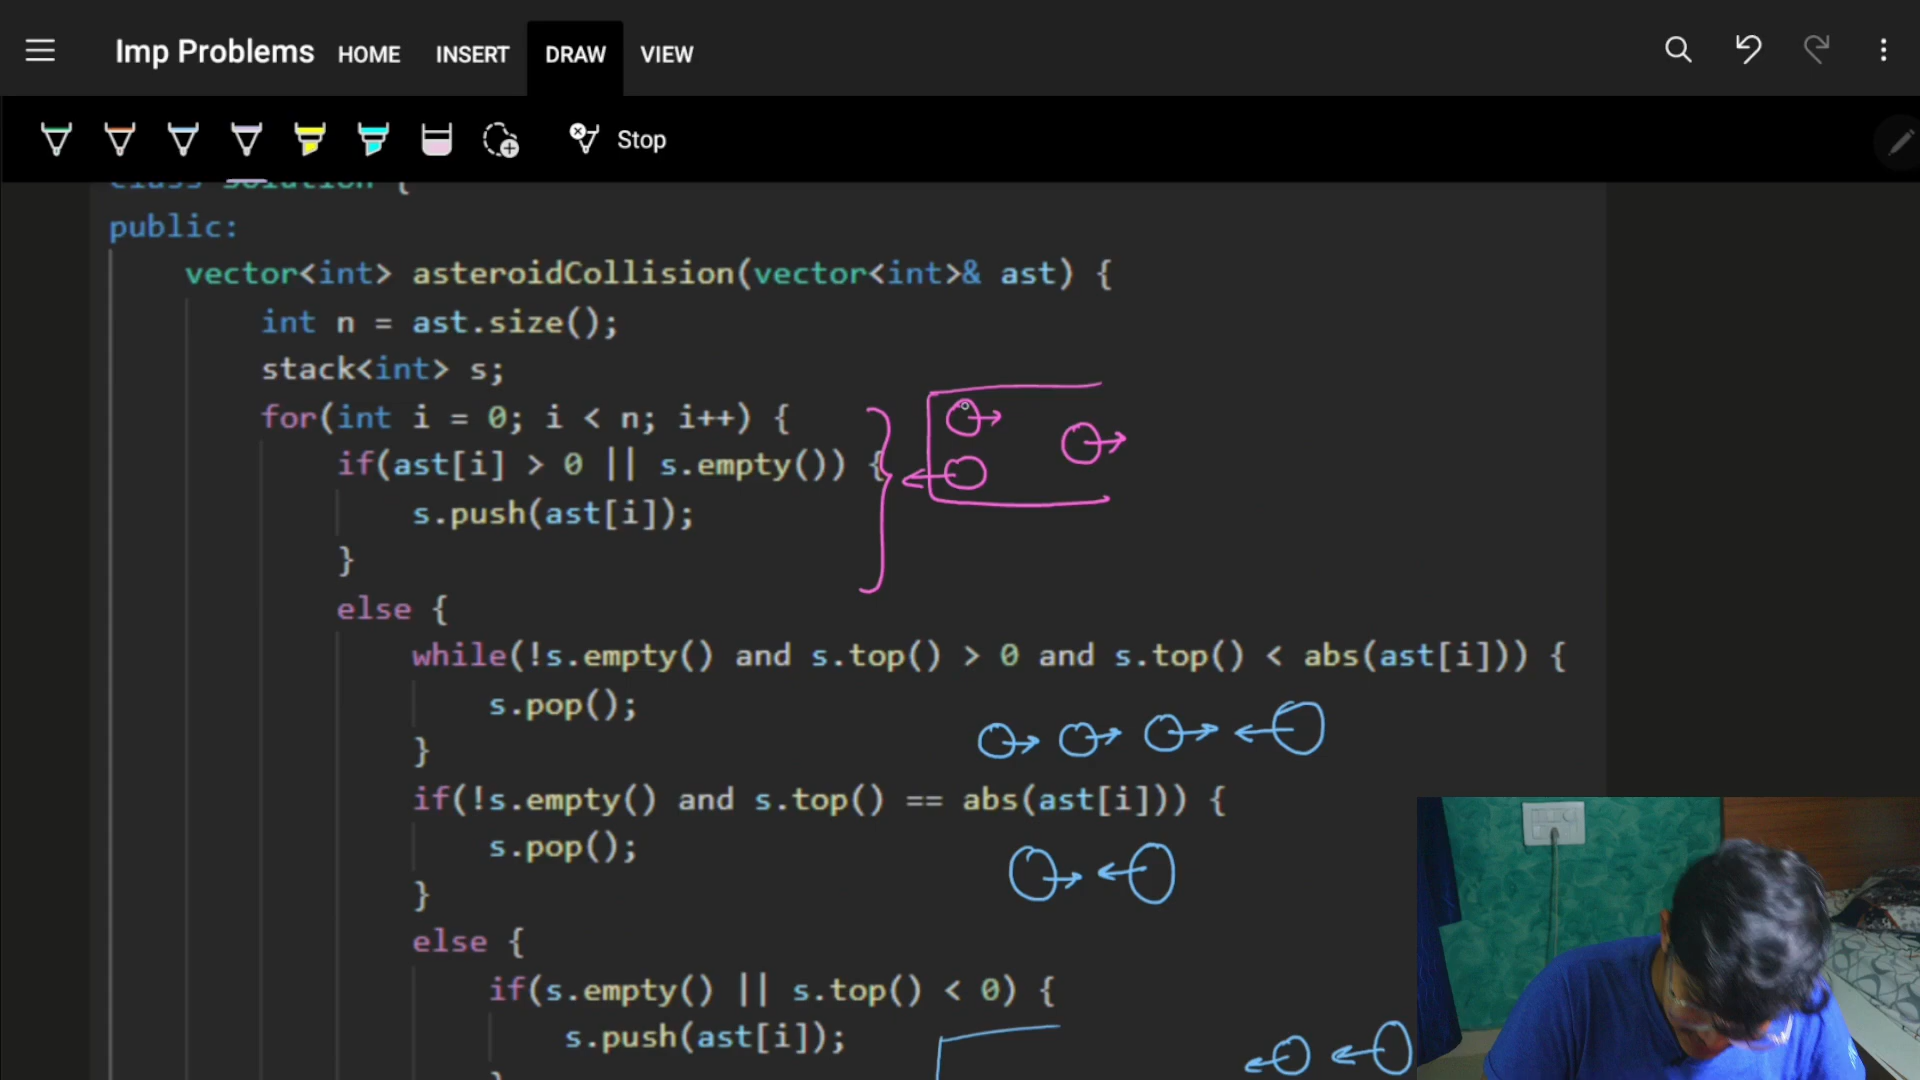 Imp Problems HOME INSERT DRAW VIEW
Stop
class Solution {
public:
vector<int> asteroidCollision(vector<int>& ast) {
int n = ast.size();
stack<int> s;
for(int i = 0; i < n; i++) {
if(ast[i] > 0 || s.empty()) {
s.push(ast[i]);
}
else {
while(!s.empty() and s.top() > 0 and s.top() < abs(ast[i])) {
s.pop();
}
if(!s.empty() and s.top() == abs(ast[i])) {
s.pop();
}
else {
if(s.empty() || s.top() < 0) {
s.push(ast[i]);
}